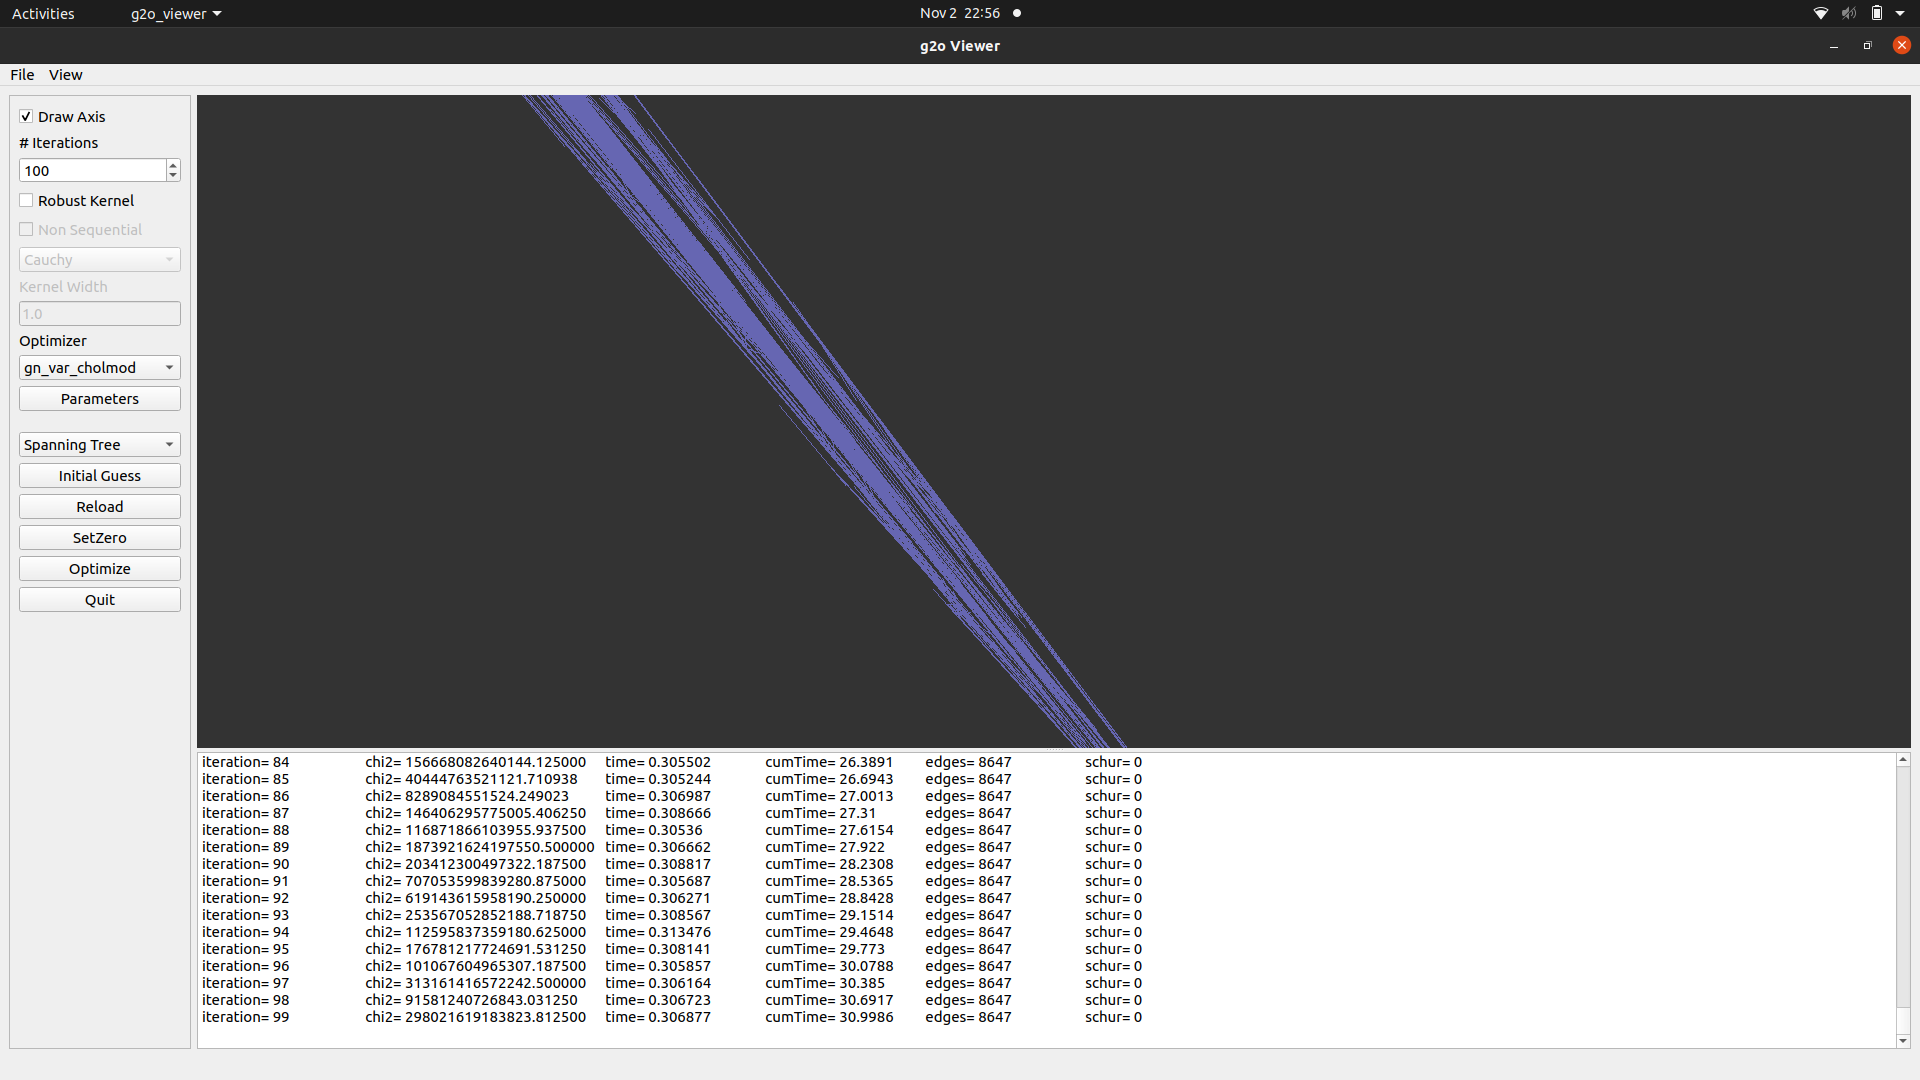 Activities g2o_viewer Nov 2 22:56
g2o Viewer
File View
Draw Axis
# Iterations
100
Robust Kernel
Non Sequential
Cauchy
Kernel Width
1.0
Optimizer
gn_var_cholmod
Parameters
Spanning Tree
Initial Guess
Reload
SetZero
Optimize
Quit
iteration= 84 chi2= 156668082640144.125000 time= 0.305502 cumTime= 26.3891 edges= 8647 schur= 0
iteration= 85 chi2= 40444763521121.710938 time= 0.305244 cumTime= 26.6943 edges= 8647 schur= 0
iteration= 86 chi2= 8289084551524.249023 time= 0.306987 cumTime= 27.0013 edges= 8647 schur= 0
iteration= 87 chi2= 146406295775005.406250 time= 0.308666 cumTime= 27.31 edges= 8647 schur= 0
iteration= 88 chi2= 116871866103955.937500 time= 0.30536 cumTime= 27.6154 edges= 8647 schur= 0
iteration= 89 chi2= 1873921624197550.500000 time= 0.306662 cumTime= 27.922 edges= 8647 schur= 0
iteration= 90 chi2= 203412300497322.187500 time= 0.308817 cumTime= 28.2308 edges= 8647 schur= 0
iteration= 91 chi2= 707053599839280.875000 time= 0.305687 cumTime= 28.5365 edges= 8647 schur= 0
iteration= 92 chi2= 619143615958190.250000 time= 0.306271 cumTime= 28.8428 edges= 8647 schur= 0
iteration= 93 chi2= 253567052852188.718750 time= 0.308567 cumTime= 29.1514 edges= 8647 schur= 0
iteration= 94 chi2= 112595837359180.625000 time= 0.313476 cumTime= 29.4648 edges= 8647 schur= 0
iteration= 95 chi2= 176781217724691.531250 time= 0.308141 cumTime= 29.773 edges= 8647 schur= 0
iteration= 96 chi2= 101067604965307.187500 time= 0.305857 cumTime= 30.0788 edges= 8647 schur= 0
iteration= 97 chi2= 313161416572242.500000 time= 0.306164 cumTime= 30.385 edges= 8647 schur= 0
iteration= 98 chi2= 91581240726843.031250 time= 0.306723 cumTime= 30.6917 edges= 8647 schur= 0
iteration= 99 chi2= 298021619183823.812500 time= 0.306877 cumTime= 30.9986 edges= 8647 schur= 0